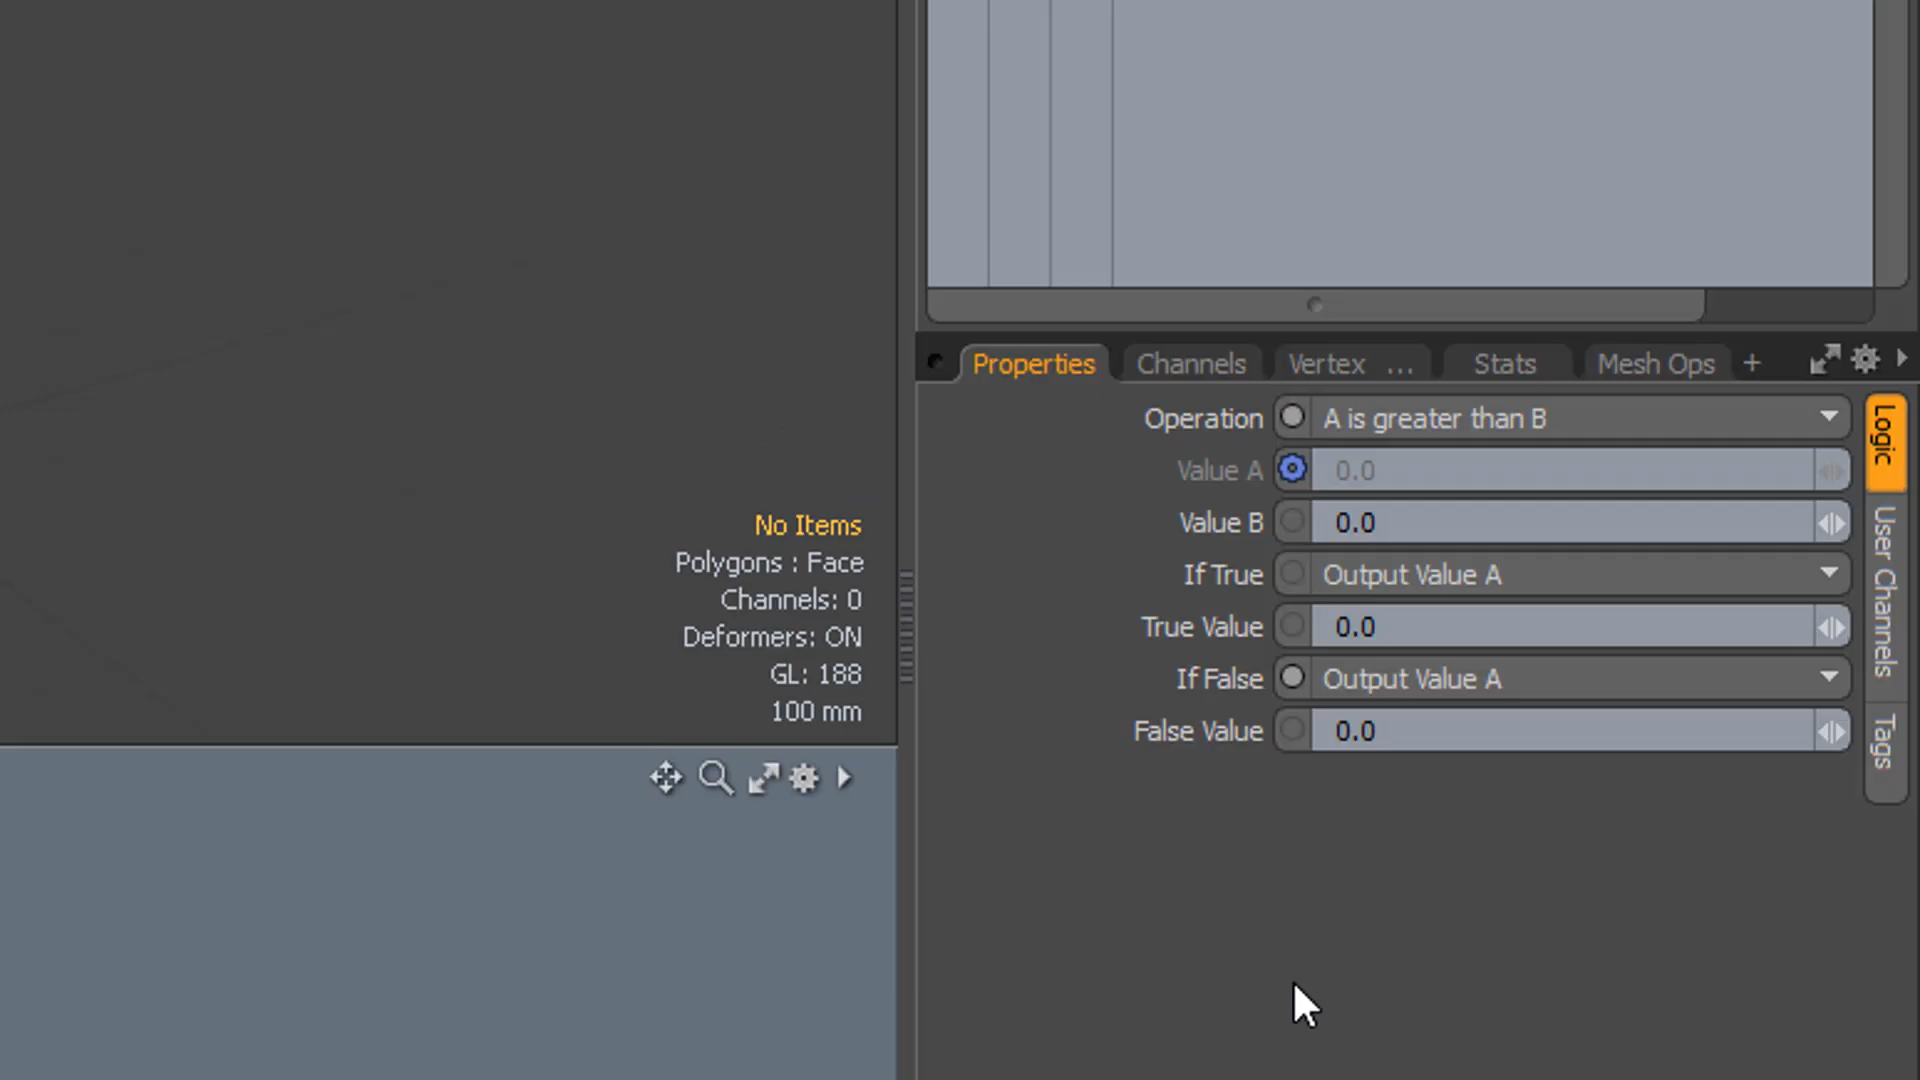 No Items
Polygons : Face
Channels: 0
Deformers: ON
GL: 188
100 mm
Properties Channels Vertex ... Stats Mesh Ops +
Operation A is greater than B
Value A 0.0
Value B 0.0
If True Output Value A
True Value 0.0
If False Output Value A
False Value 0.0
Logic
User Channels
Tags